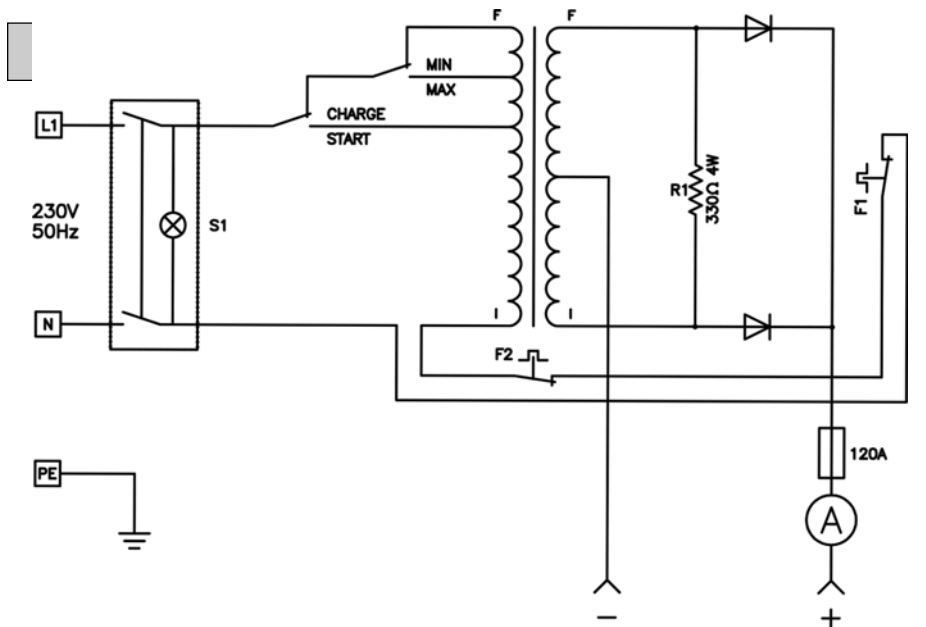 F
F
MIN
MAX
CHARGE
START
L1
230V
50Hz
S1
R1
330Ω 4W
F1
N
I
I
F2
PE
120A
A
−
+